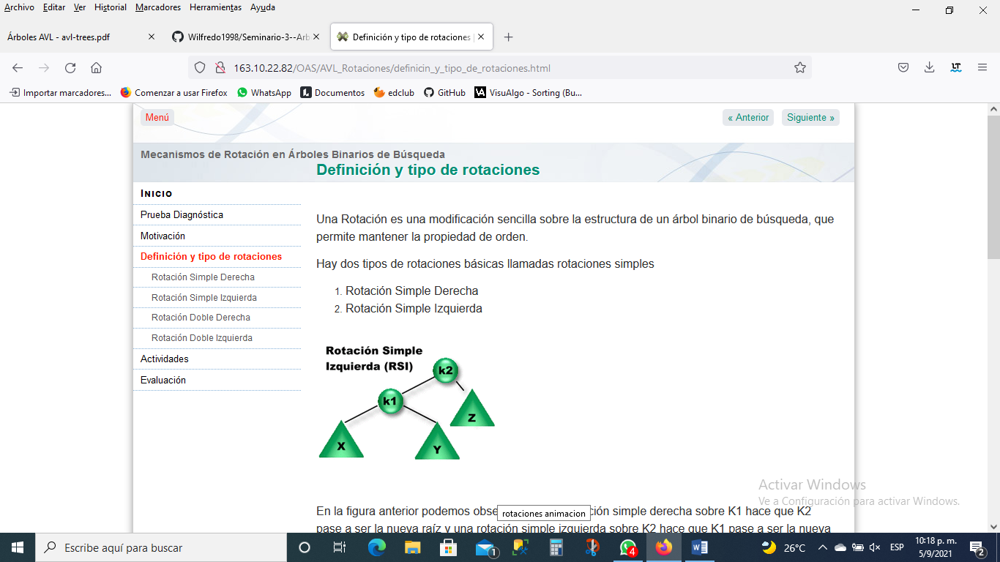 Archivo Editar Ver Historial Marcadores Herramientas Ayuda
Árboles AVL - avl-trees.pdf
Wilfredo1998/Seminario-3--Arb
Definición y tipo de rotaciones |
163.10.22.82/OAS/AVL_Rotaciones/definicin_y_tipo_de_rotaciones.html
Importar marcadores... Comenzar a usar Firefox WhatsApp Documentos edclub GitHub VisuAlgo - Sorting (Bu...
Menú
« Anterior Siguiente »
Mecanismos de Rotación en Árboles Binarios de Búsqueda
Definición y tipo de rotaciones
INICIO
Prueba Diagnóstica
Motivación
Definición y tipo de rotaciones
Rotación Simple Derecha
Rotación Simple Izquierda
Rotación Doble Derecha
Rotación Doble Izquierda
Actividades
Evaluación
Una Rotación es una modificación sencilla sobre la estructura de un árbol binario de búsqueda, que
permite mantener la propiedad de orden.
Hay dos tipos de rotaciones básicas llamadas rotaciones simples
1. Rotación Simple Derecha
2. Rotación Simple Izquierda
Rotación Simple
Izquierda (RSI)
k2
k1
Z
X
Y
En la figura anterior podemos obse
rotaciones animacion
ción simple derecha sobre K1 hace que K2
pase a ser la nueva raíz y una rotación simple izquierda sobre K2 hace que K1 pase a ser la nueva
Activar Windows
Ve a Configuración para activar Windows.
Escribe aquí para buscar
1
4
26°C
ESP
10:18 p. m.
5/9/2021
2